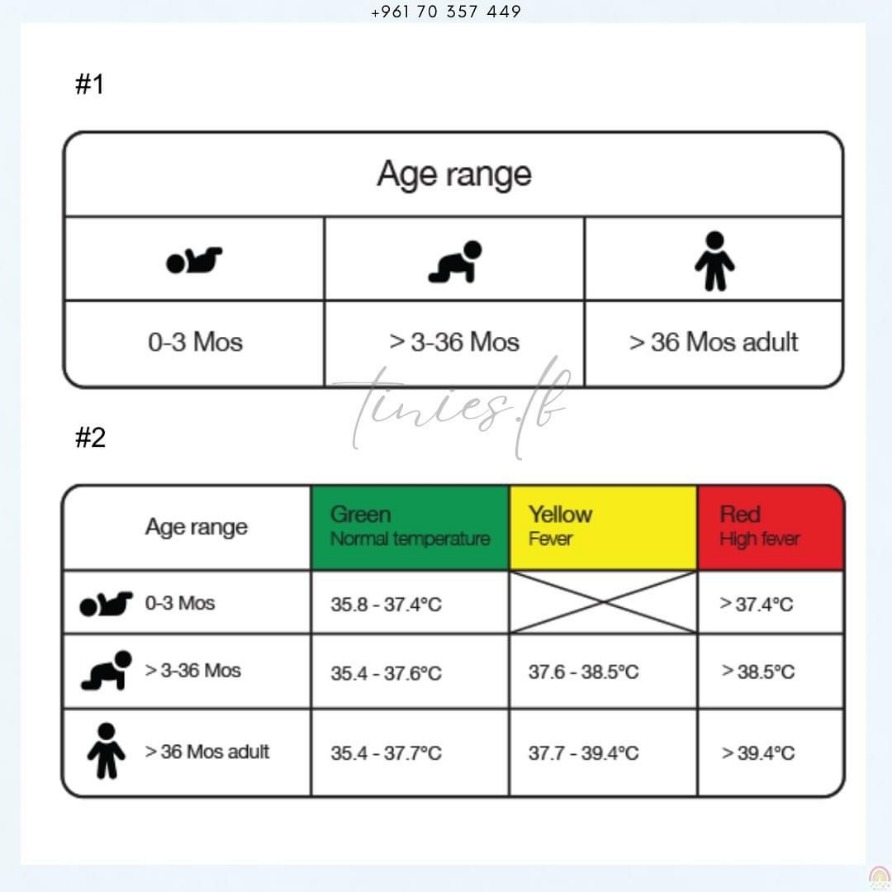 +961 70 357 449
#1
Age range
0-3 Mos
> 3-36 Mos
> 36 Mos adult
tinies.lb
#2
Age range
Green
Normal temperature
Yellow
Fever
Red
High fever
0-3 Mos
35.8 - 37.4°C
> 37.4°C
> 3-36 Mos
35.4 - 37.6°C
37.6 - 38.5°C
> 38.5°C
> 36 Mos adult
35.4 - 37.7°C
37.7 - 39.4°C
> 39.4°C